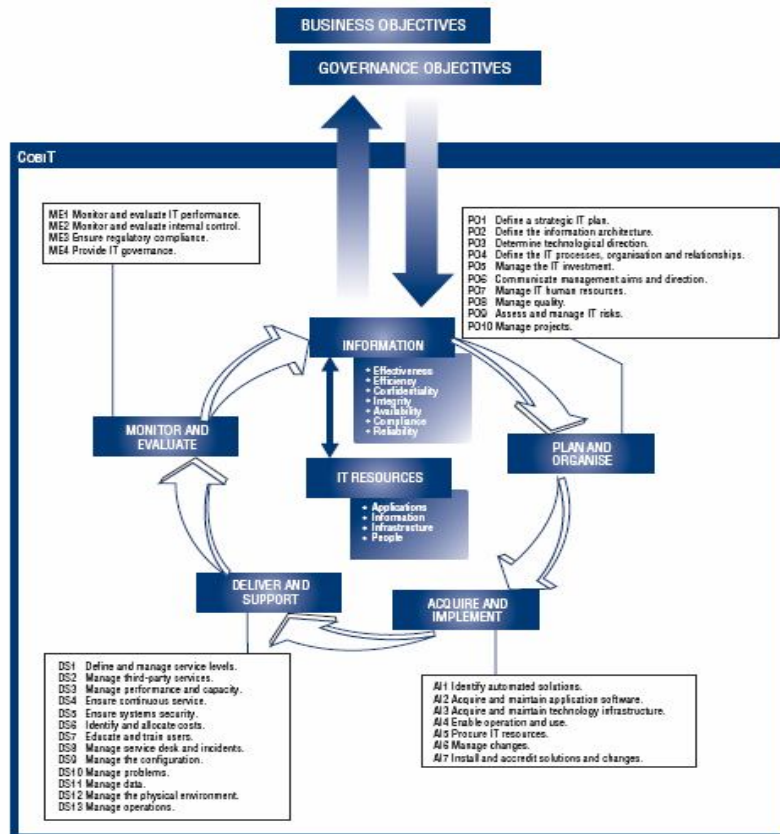 BUSINESS OBJECTIVES
GOVERNANCE OBJECTIVES
COBIT
ME1 Monitor and evaluate IT performance.
ME2 Monitor and evaluate internal control.
ME3 Ensure regulatory compliance.
ME4 Provide IT governance.
PO1 Define a strategic IT plan.
PO2 Define the information architecture.
PO3 Determine technological direction.
PO4 Define the IT processes, organisation and relationships.
PO5 Manage the IT investment.
PO6 Communicate management aims and direction.
PO7 Manage IT human resources.
PO8 Manage quality.
PO9 Assess and manage IT risks.
PO10 Manage projects.
INFORMATION
Effectiveness
Efficiency
Confidentiality
Integrity
Availability
Compliance
Reliability
MONITOR AND
EVALUATE
PLAN AND
ORGANISE
IT RESOURCES
Applications
Information
Infrastructure
People
DELIVER AND
SUPPORT
ACQUIRE AND
IMPLEMENT
DS1 Define and manage service levels.
DS2 Manage third-party services.
DS3 Manage performance and capacity.
DS4 Ensure continuous service.
DS5 Ensure systems security.
DS6 Identify and allocate costs.
DS7 Educate and train users.
DS8 Manage service desk and incidents.
DS9 Manage the configuration.
DS10 Manage problems.
DS11 Manage data.
DS12 Manage the physical environment.
DS13 Manage operations.
AI1 Identify automated solutions.
AI2 Acquire and maintain application software.
AI3 Acquire and maintain technology infrastructure.
AI4 Enable operation and use.
AI5 Procure IT resources.
AI6 Manage changes.
AI7 Install and accredit solutions and changes.